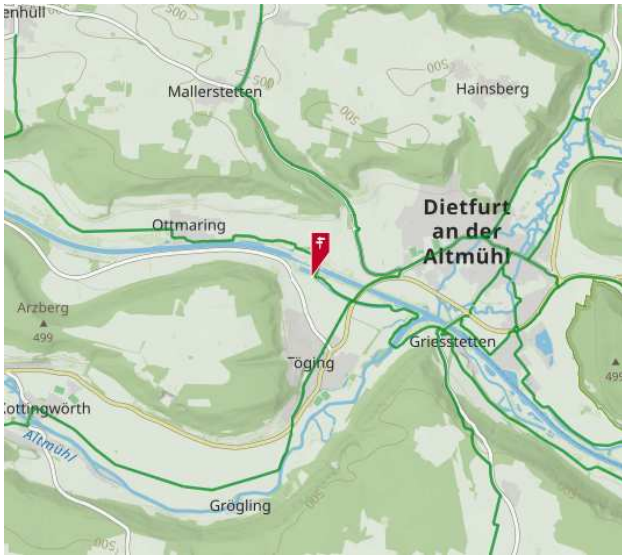 enhüll
500
Mallerstetten
500
500
Hainsberg
Dietfurt
an der
Altmühl
Ottmaring
Arzberg
499
Töging
Griesstetten
499
Kottingwörth
Altmühl
Grögling
500
500